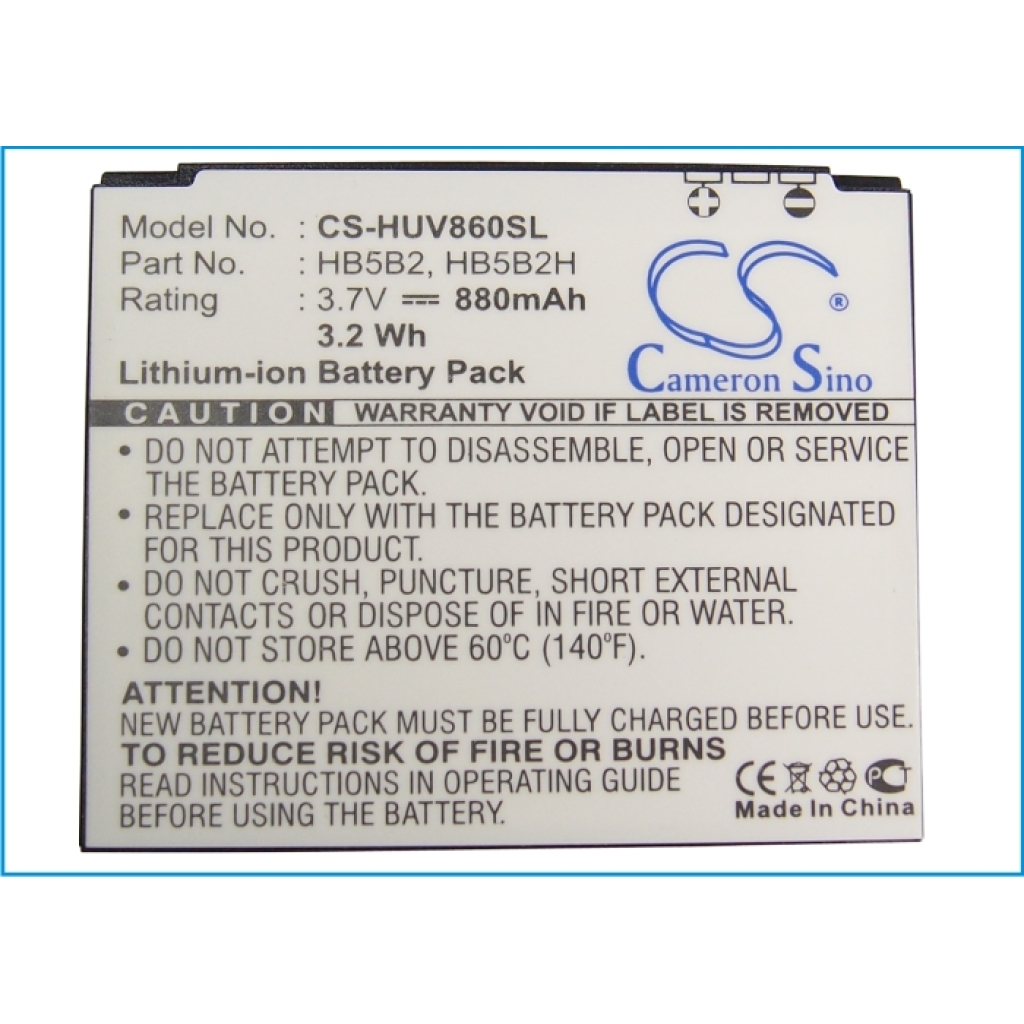 Model No. : CS-HUV860SL
Part No. : HB5B2, HB5B2H
Rating : 3.7V 880mAh
3.2 Wh
Lithium-ion Battery Pack
CS ®
Cameron Sino
CAUTION WARRANTY VOID IF LABEL IS REMOVED
• DO NOT ATTEMPT TO DISASSEMBLE, OPEN OR SERVICE
THE BATTERY PACK.
• REPLACE ONLY WITH THE BATTERY PACK DESIGNATED
FOR THIS PRODUCT.
• DO NOT CRUSH, PUNCTURE, SHORT EXTERNAL
CONTACTS OR DISPOSE OF IN FIRE OR WATER.
• DO NOT STORE ABOVE 60°C (140°F).
ATTENTION!
NEW BATTERY PACK MUST BE FULLY CHARGED BEFORE USE.
TO REDUCE RISK OF FIRE OR BURNS
READ INSTRUCTIONS IN OPERATING GUIDE
BEFORE USING THE BATTERY.
CE PCT
Made In China